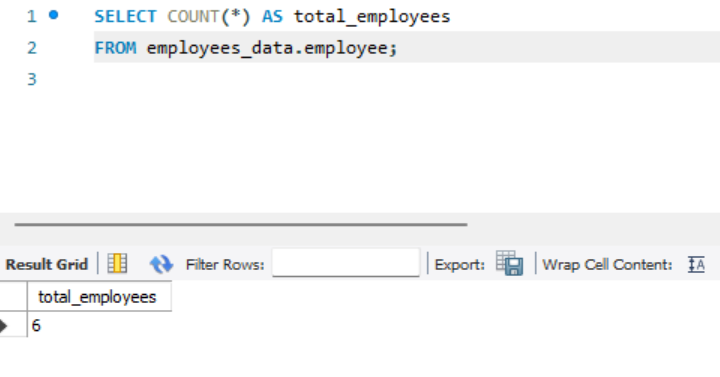 1 SELECT COUNT(*) AS total_employees
2 FROM employees_data.employee;
3
Result Grid Filter Rows: Export: Wrap Cell Content: IA
total_employees
6